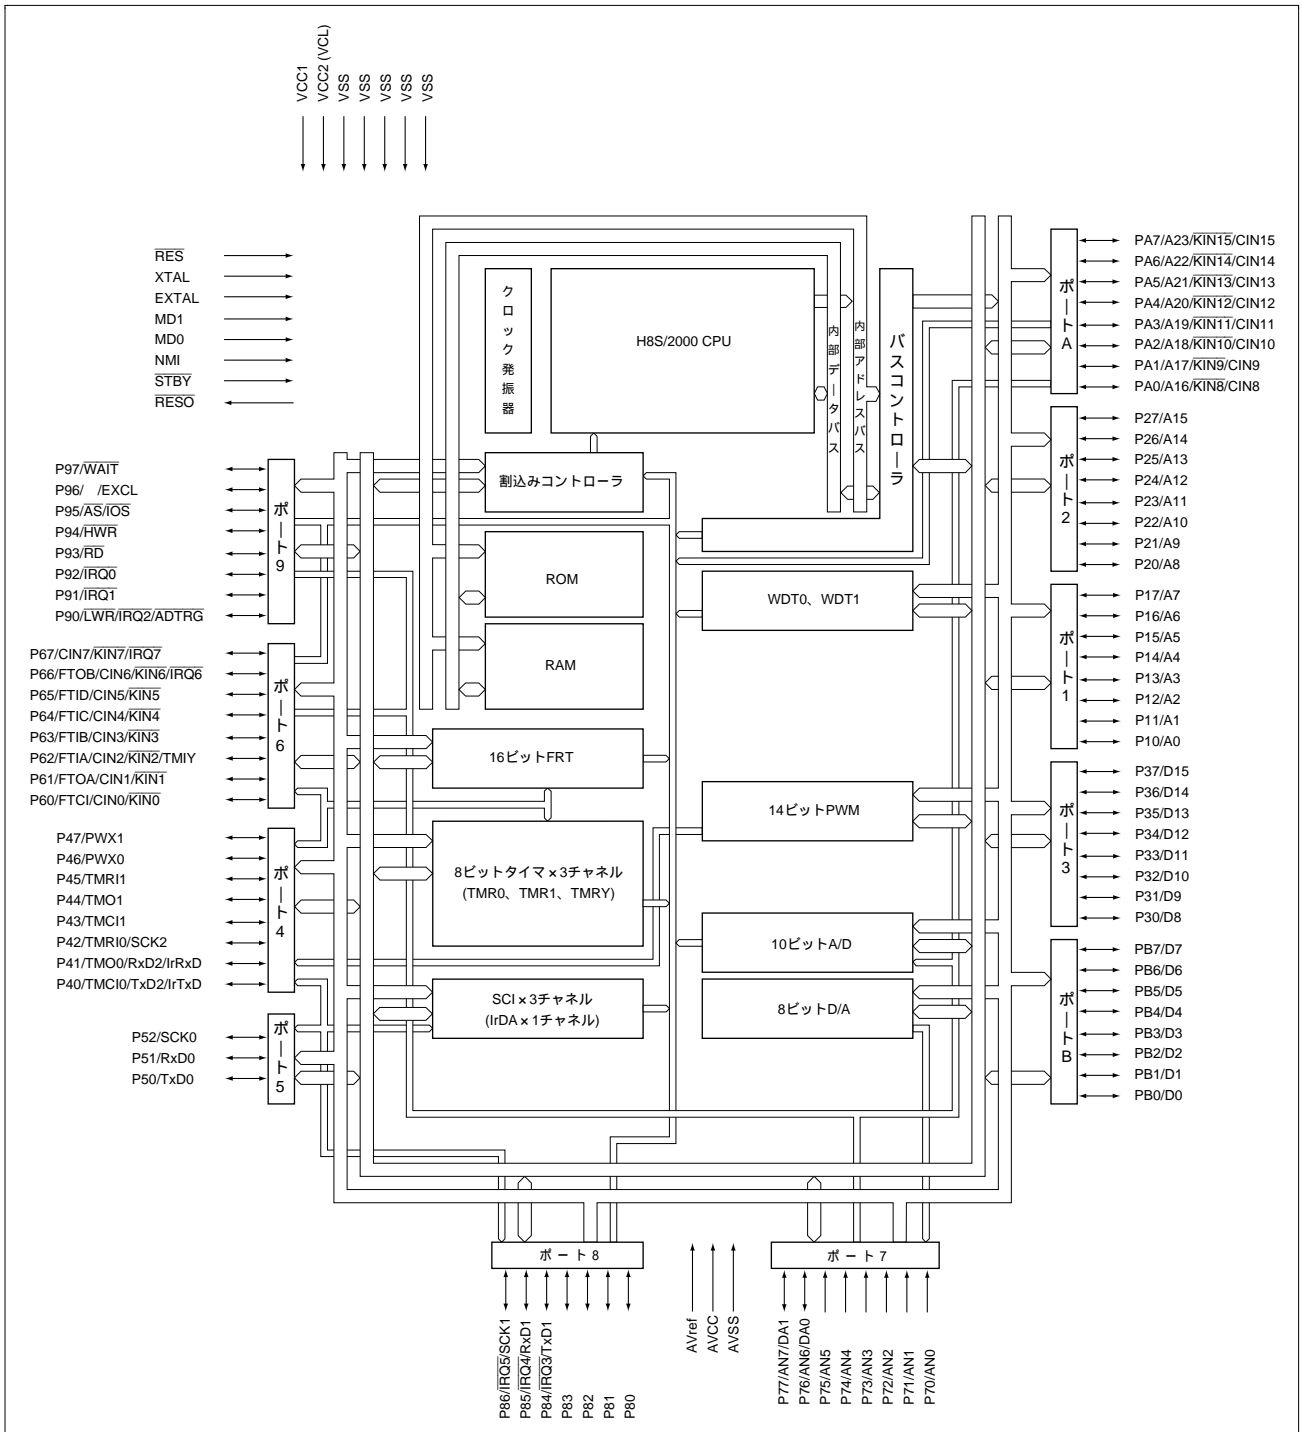 VCC1
VCC2 (VCL)
VSS
VSS
VSS
VSS
VSS
RES
XTAL
EXTAL
MD1
MD0
NMI
STBY
RESO
クロック発振器
H8S/2000 CPU
内部データバス
内部アドレスバス
バスコントローラ
割込みコントローラ
ROM
RAM
WDT0、WDT1
16ビットFRT
14ビットPWM
8ビットタイマ×3チャネル
(TMR0、TMR1、TMRY)
10ビットA/D
SCI×3チャネル
(IrDA×1チャネル)
8ビットD/A
P97/WAIT
P96/ /EXCL
P95/AS/IOS
P94/HWR
P93/RD
P92/IRQ0
P91/IRQ1
P90/LWR/IRQ2/ADTRG
ポート9
P67/CIN7/KIN7/IRQ7
P66/FTOB/CIN6/KIN6/IRQ6
P65/FTID/CIN5/KIN5
P64/FTIC/CIN4/KIN4
P63/FTIB/CIN3/KIN3
P62/FTIA/CIN2/KIN2/TMIY
P61/FTOA/CIN1/KIN1
P60/FTCI/CIN0/KIN0
ポート6
P47/PWX1
P46/PWX0
P45/TMRI1
P44/TMO1
P43/TMCI1
P42/TMRI0/SCK2
P41/TMO0/RxD2/IrRxD
P40/TMCI0/TxD2/IrTxD
ポート4
P52/SCK0
P51/RxD0
P50/TxD0
ポート5
ポートA
PA7/A23/KIN15/CIN15
PA6/A22/KIN14/CIN14
PA5/A21/KIN13/CIN13
PA4/A20/KIN12/CIN12
PA3/A19/KIN11/CIN11
PA2/A18/KIN10/CIN10
PA1/A17/KIN9/CIN9
PA0/A16/KIN8/CIN8
ポート2
P27/A15
P26/A14
P25/A13
P24/A12
P23/A11
P22/A10
P21/A9
P20/A8
ポート1
P17/A7
P16/A6
P15/A5
P14/A4
P13/A3
P12/A2
P11/A1
P10/A0
ポート3
P37/D15
P36/D14
P35/D13
P34/D12
P33/D11
P32/D10
P31/D9
P30/D8
ポートB
PB7/D7
PB6/D6
PB5/D5
PB4/D4
PB3/D3
PB2/D2
PB1/D1
PB0/D0
ポート8
P86/IRQ5/SCK1
P85/IRQ4/RxD1
P84/IRQ3/TxD1
P83
P82
P81
P80
AVref
AVCC
AVSS
ポート7
P77/AN7/DA1
P76/AN6/DA0
P75/AN5
P74/AN4
P73/AN3
P72/AN2
P71/AN1
P70/AN0